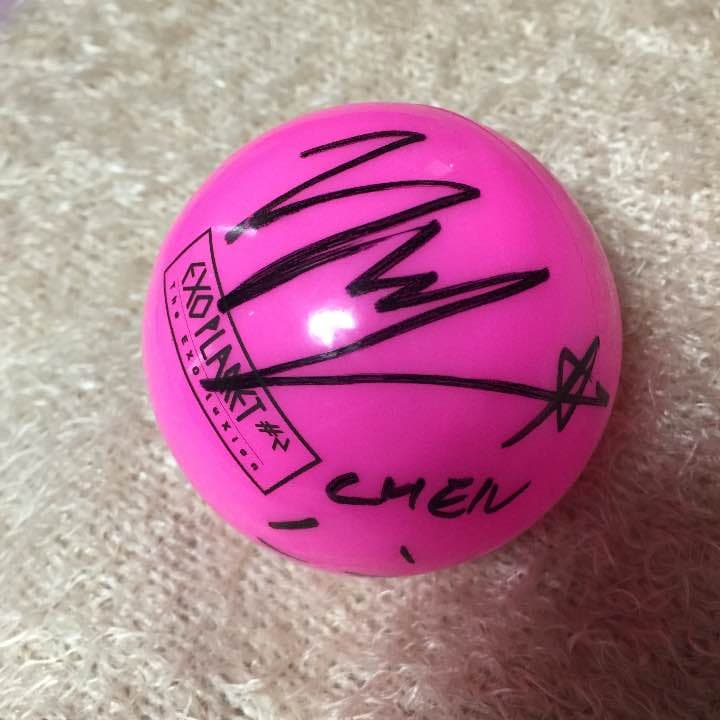 EXO PLANET #2
The EXO'luxion
CHEN